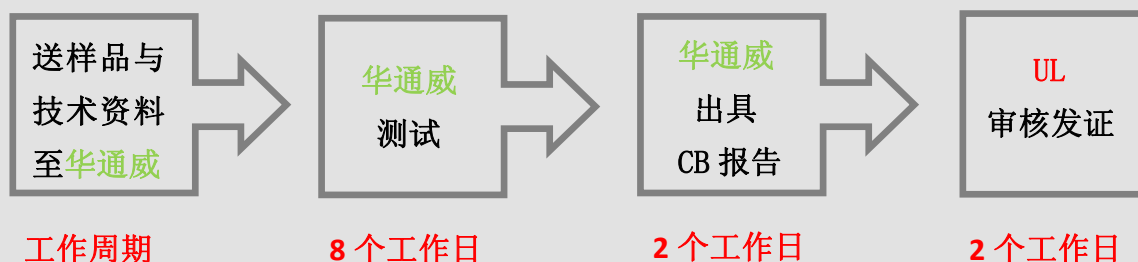 送样品与
技术资料
至华通威
华通威
测试
华通威
出具
CB 报告
UL
审核发证
工作周期
8 个工作日
2 个工作日
2 个工作日